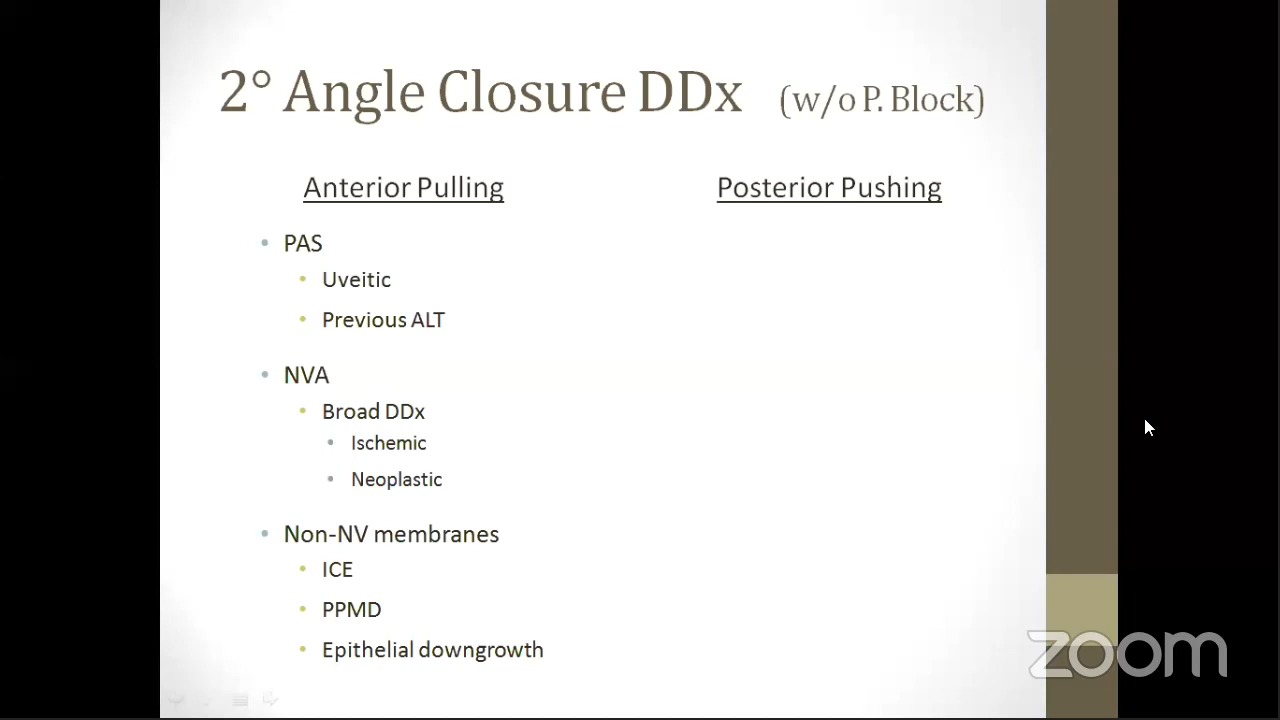 2° Angle Closure DDx (w/o P. Block)
Anterior Pulling
Posterior Pushing
• PAS
• Uveitic
• Previous ALT
• NVA
• Broad DDx
• Ischemic
• Neoplastic
• Non-NV membranes
• ICE
• PPMD
• Epithelial downgrowth
zoom